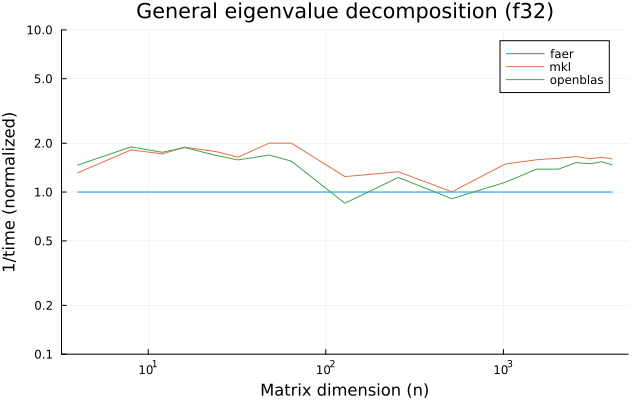 General eigenvalue decomposition (f32)
faer
mkl
openblas
1/time (normalized)
10.0
5.0
2.0
1.0
0.5
0.2
0.1
10¹
10²
10³
Matrix dimension (n)